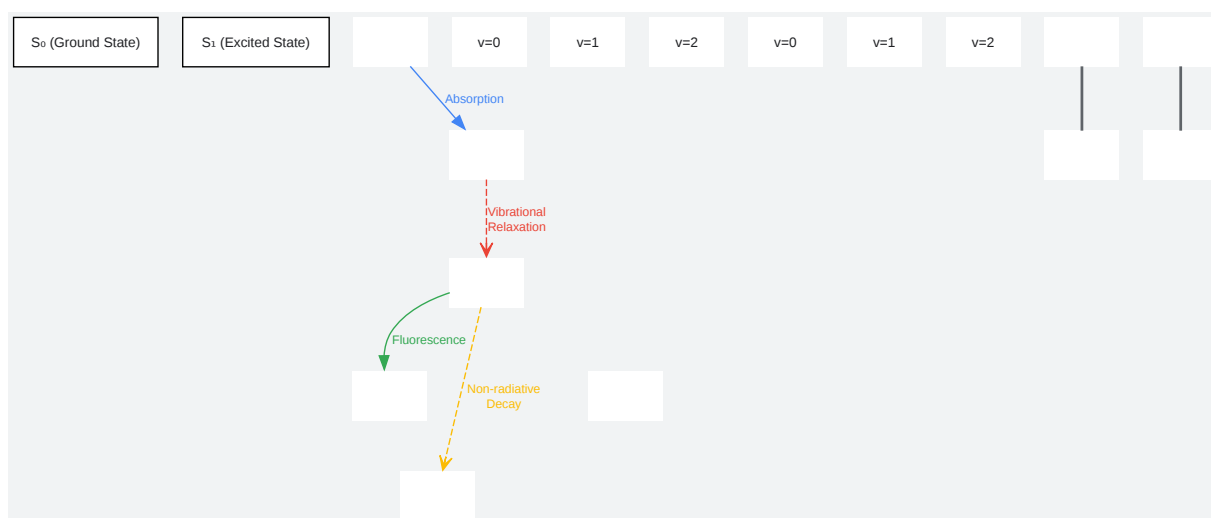 S₀ (Ground State)
S₁ (Excited State)
v=0
v=1
v=2
v=0
v=1
v=2
Absorption
Vibrational
Relaxation
Fluorescence
Non-radiative
Decay